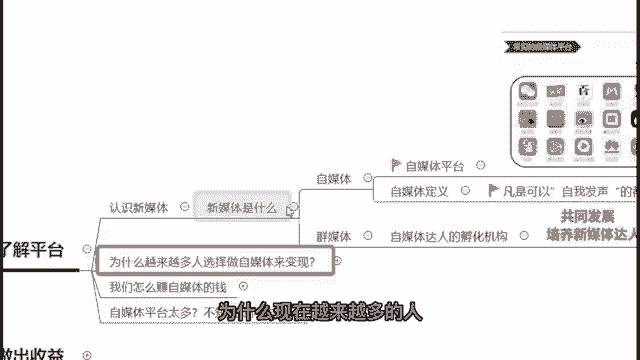 百
自媒体平台
自媒体
自媒体定义
凡是可以"自我发声"的
认识新媒体
新媒体是什么
共同发展
群媒体
自媒体达人的孵化机构
培养新媒体达人
了解平台
为什么越来越多人选择做自媒体来变现?
我们怎么赚自媒体的钱
自媒体平台太多?不
为什么现在越来越多的人
做出收益